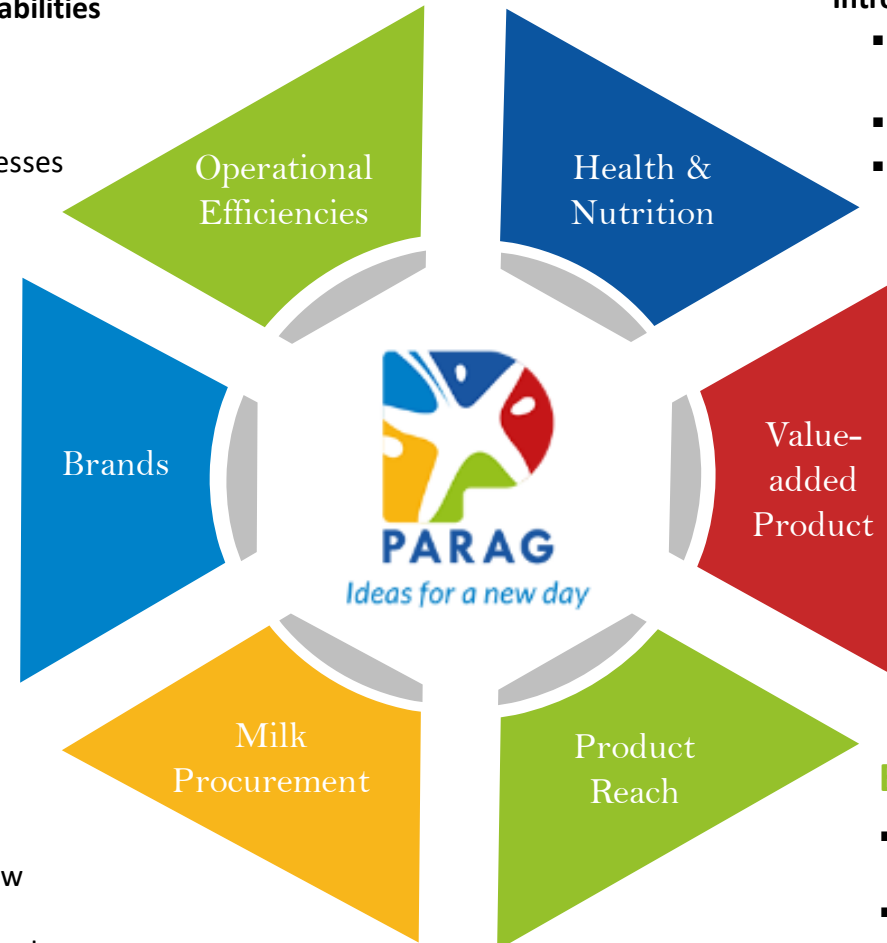 abilities
Operational
Efficiencies
esses
Health &
Nutrition
Brands
Value-
added
Product
PARAG
Ideas for a new day
Milk
Procurement
Product
Reach
w